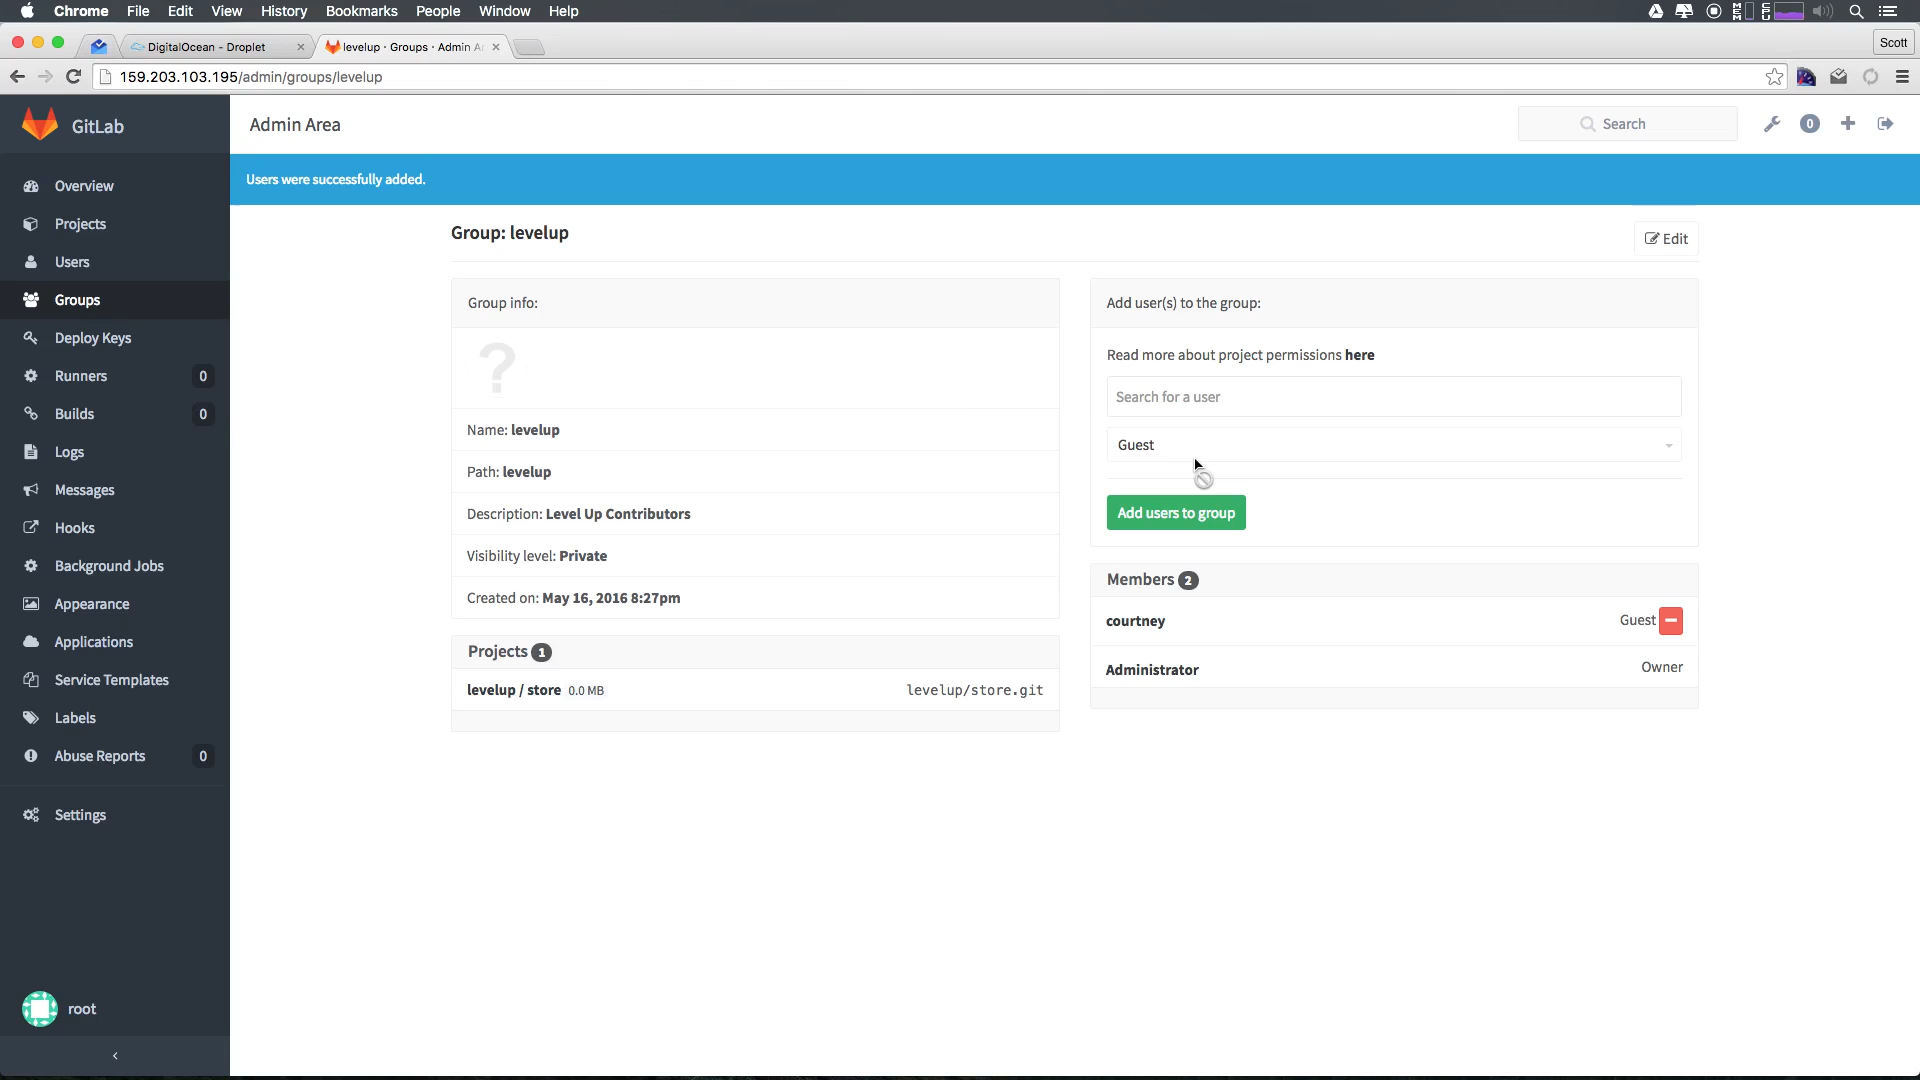 Chrome File Edit View History Bookmarks People Window Help
DigitalOcean - Droplet
levelup · Groups · Admin A
Scott
159.203.103.195/admin/groups/levelup
GitLab
Admin Area
Search
0
Users were successfully added.
Overview
Projects
Users
Groups
Deploy Keys
Runners 0
Builds 0
Logs
Messages
Hooks
Background Jobs
Appearance
Applications
Service Templates
Labels
Abuse Reports 0
Settings
root
Group: levelup
Edit
Group info:
?
Name: levelup
Path: levelup
Description: Level Up Contributors
Visibility level: Private
Created on: May 16, 2016 8:27pm
Projects 1
levelup / store 0.0 MB levelup/store.git
Add user(s) to the group:
Read more about project permissions here
Search for a user
Guest
Add users to group
Members 2
courtney Guest
Administrator Owner